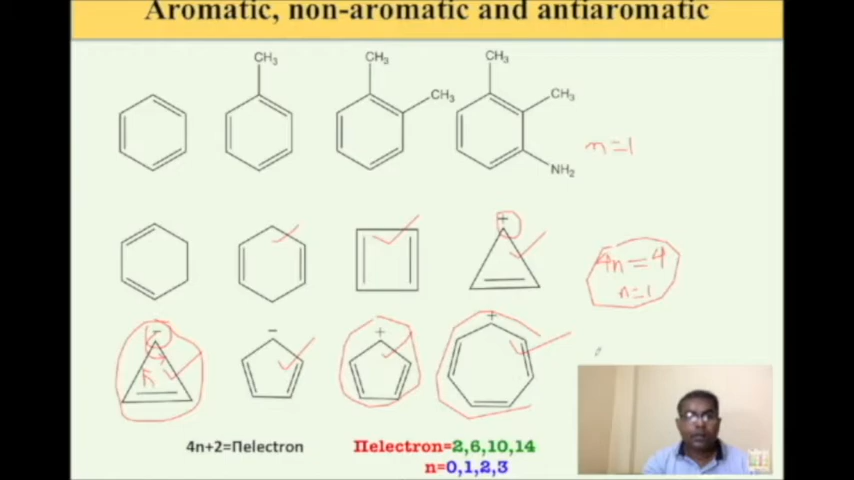 Aromatic, non-aromatic and antiaromatic
CH3
CH3
CH3
CH3
CH3
NH2
n=1
+
4n=4
n=1
-
-
+
+
4n+2=Πelectron
Πelectron=2,6,10,14
n=0,1,2,3